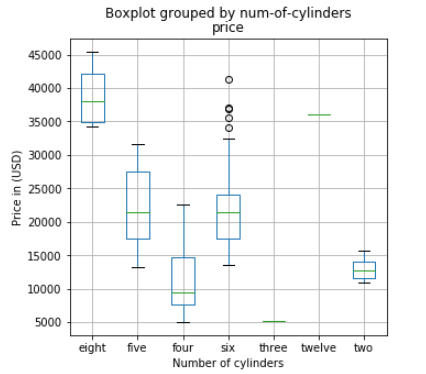 Boxplot grouped by num-of-cylinders
price
45000
40000
35000
30000
25000
20000
15000
10000
5000
Price in (USD)
eight five four six three twelve two
Number of cylinders